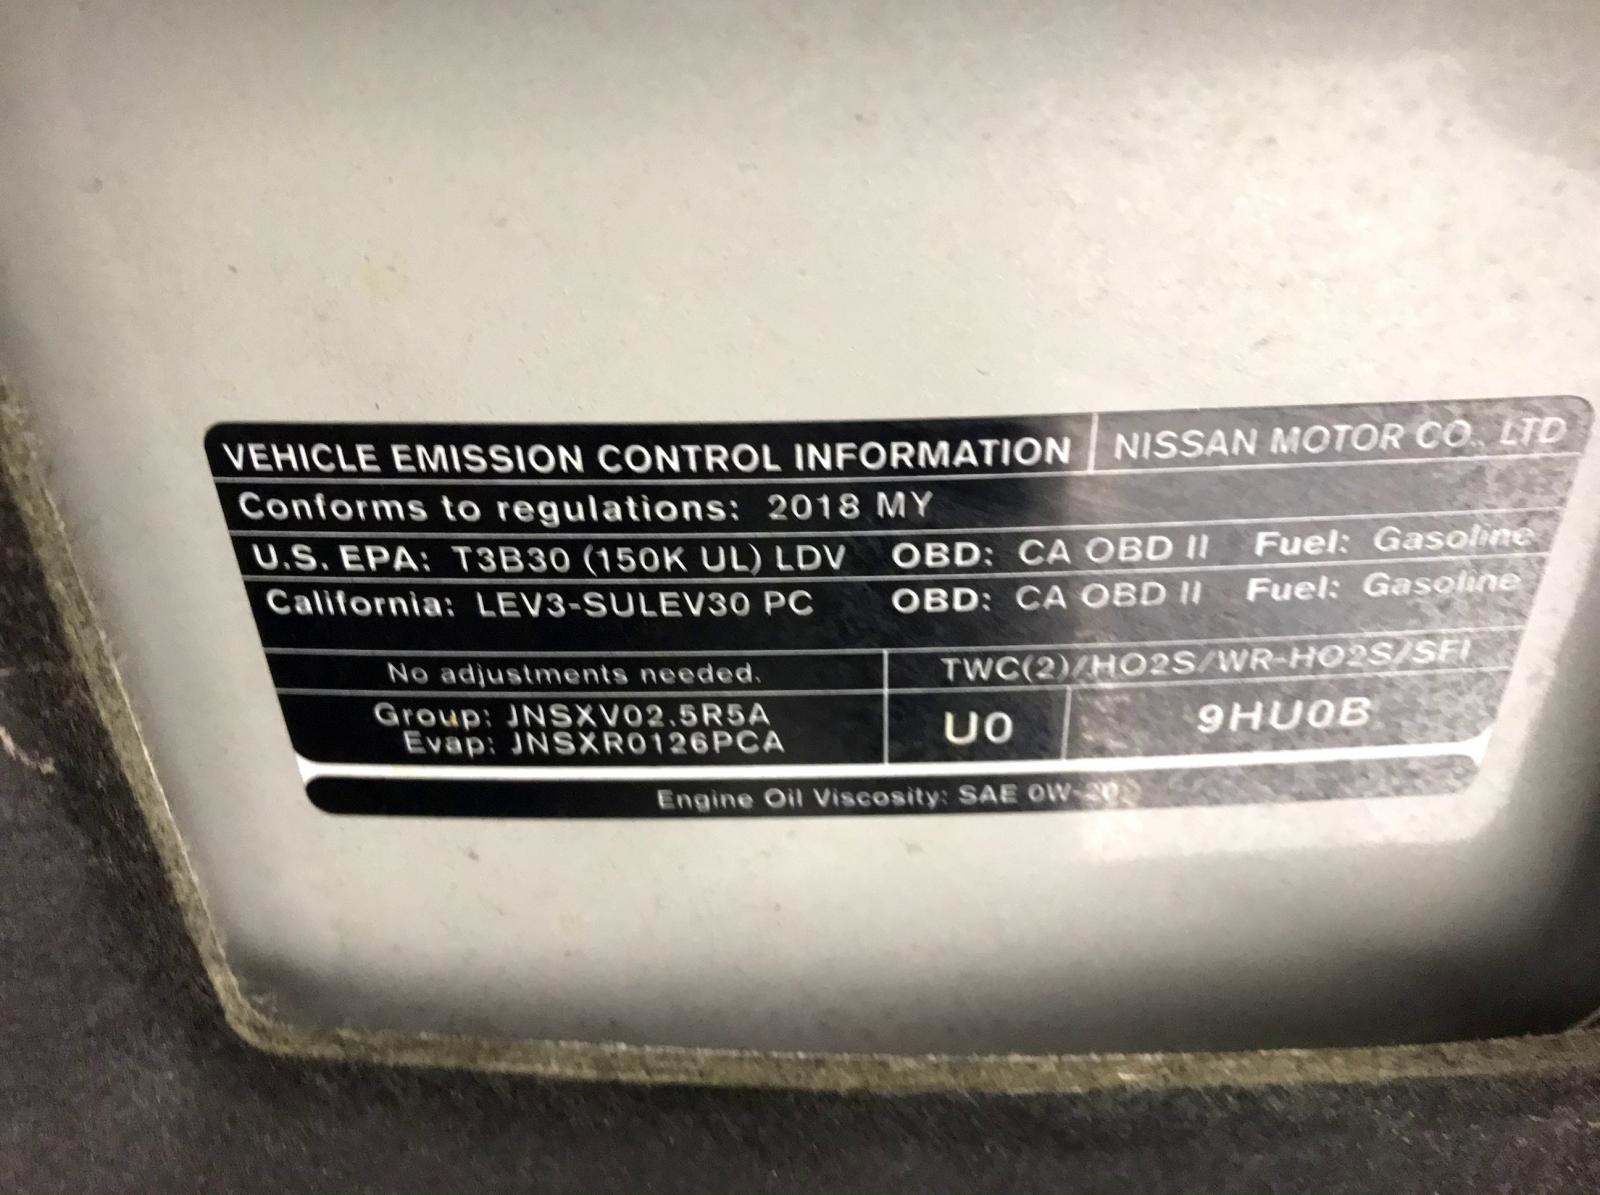 VEHICLE EMISSION CONTROL INFORMATION NISSAN MOTOR CO., LTD
Conforms to regulations: 2018 MY
U.S. EPA: T3B30 (150K UL) LDV OBD: CA OBD II Fuel: Gasoline
California: LEV3-SULEV30 PC OBD: CA OBD II Fuel: Gasoline
No adjustments needed. TWC(2)/HO2S/WR-HO2S/SFI
Group: JNSXV02.5R5A U0 9HU0B
Evap: JNSXR0126PCA
Engine Oil Viscosity: SAE 0W-20